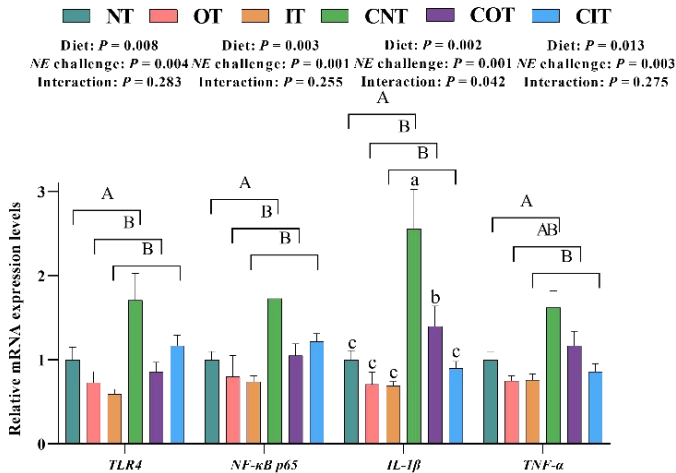 NT OT IT CNT COT CIT
Diet: P = 0.008 Diet: P = 0.003 Diet: P = 0.002 Diet: P = 0.013
NE challenge: P = 0.004 NE challenge: P = 0.001 NE challenge: P = 0.001 NE challenge: P = 0.003
Interaction: P = 0.283 Interaction: P = 0.255 Interaction: P = 0.042 Interaction: P = 0.275
A
B
B
A
B
B
A
B
B
A
AB
B
a
b
c
c
c
c
Relative mRNA expression levels
3
2
1
0
TLR4 NF-κB p65 IL-1β TNF-α